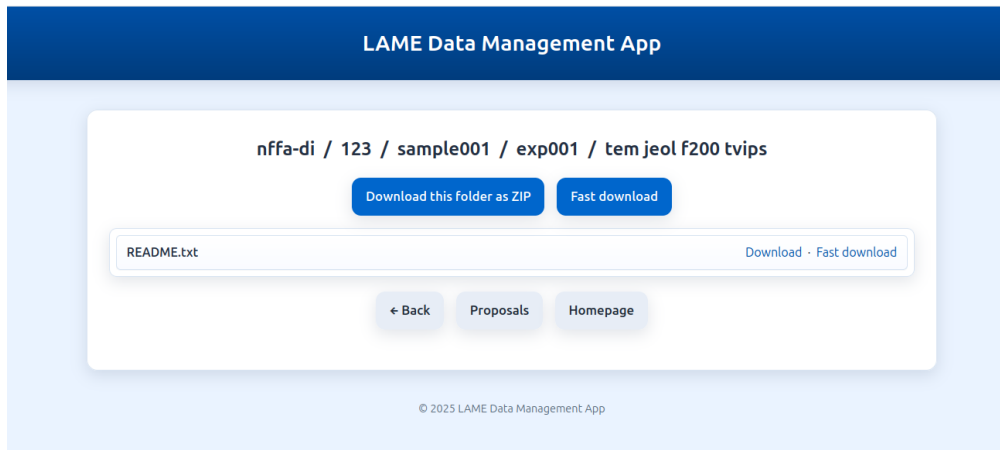 LAME Data Management App
nffa-di / 123 / sample001 / exp001 / tem jeol f200 tvips
Download this folder as ZIP Fast download
README.txt Download · Fast download
← Back Proposals Homepage
© 2025 LAME Data Management App